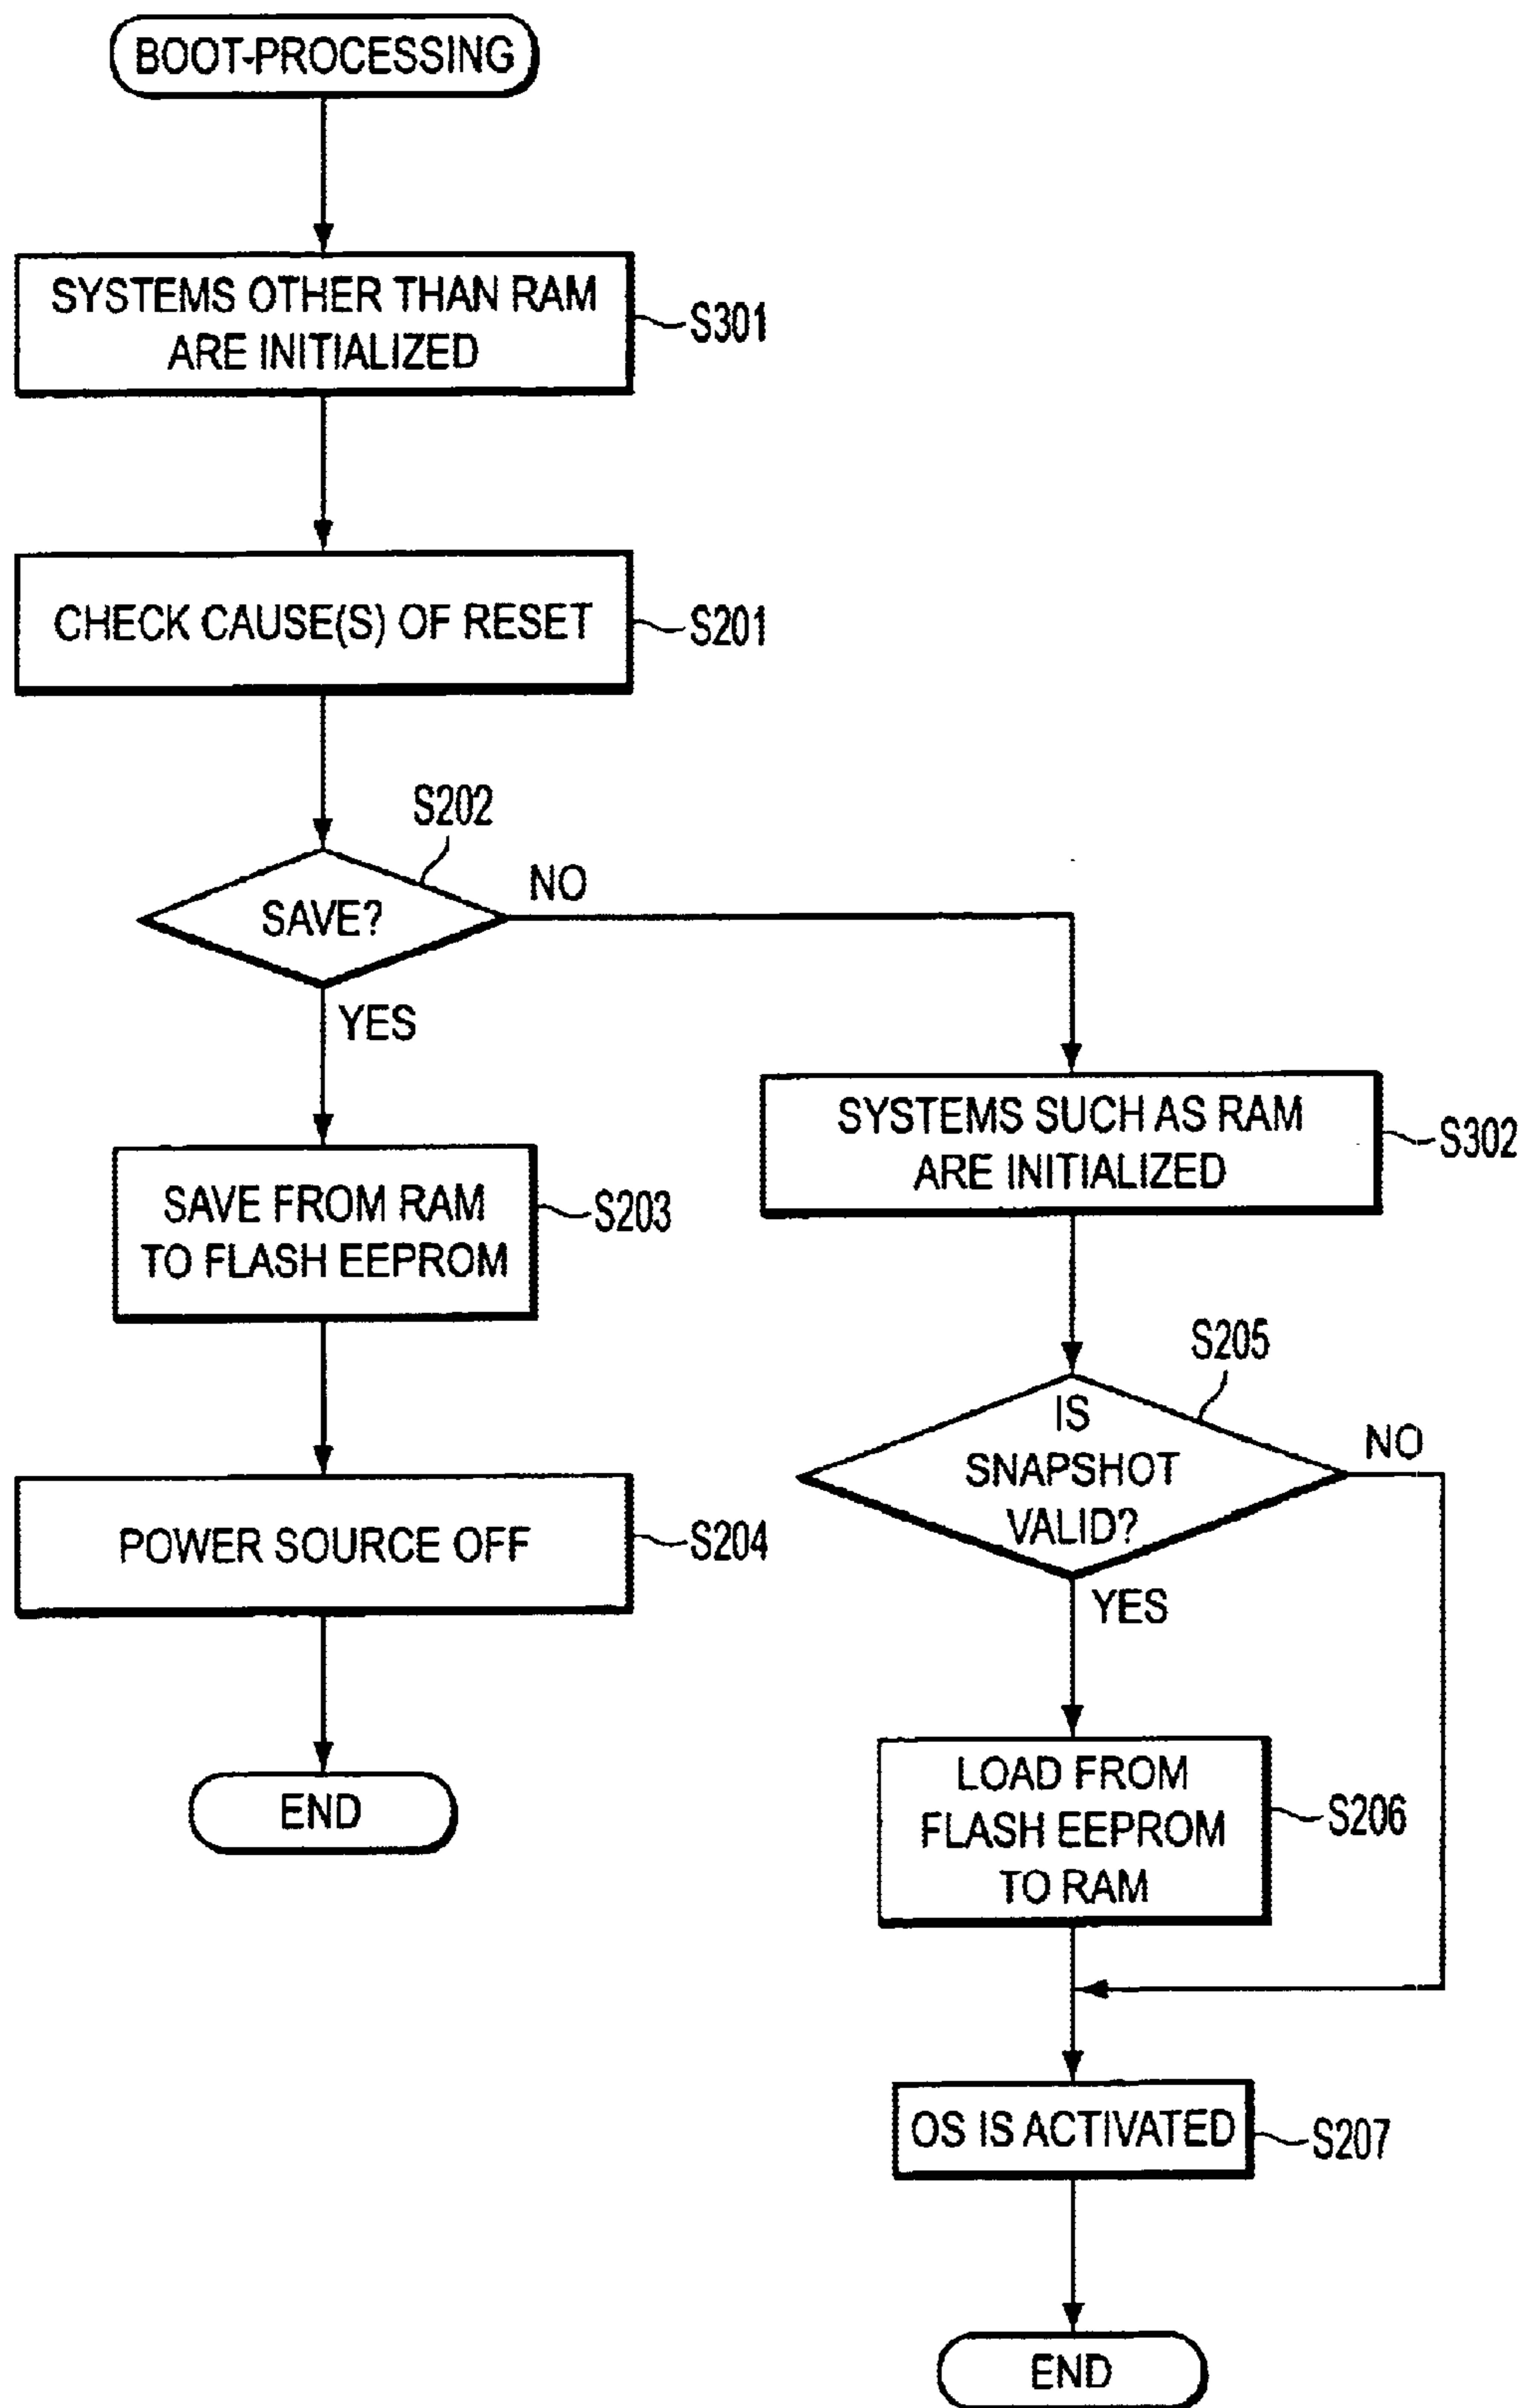 BOOT-PROCESSING
SYSTEMS OTHER THAN RAM
ARE INITIALIZED
S301
CHECK CAUSE(S) OF RESET
S201
S202
SAVE?
NO
YES
SYSTEMS SUCH AS RAM
ARE INITIALIZED
S302
SAVE FROM RAM
TO FLASH EEPROM
S203
S205
IS
SNAPSHOT
VALID?
NO
YES
POWER SOURCE OFF
S204
END
LOAD FROM
FLASH EEPROM
TO RAM
S206
OS IS ACTIVATED
S207
END